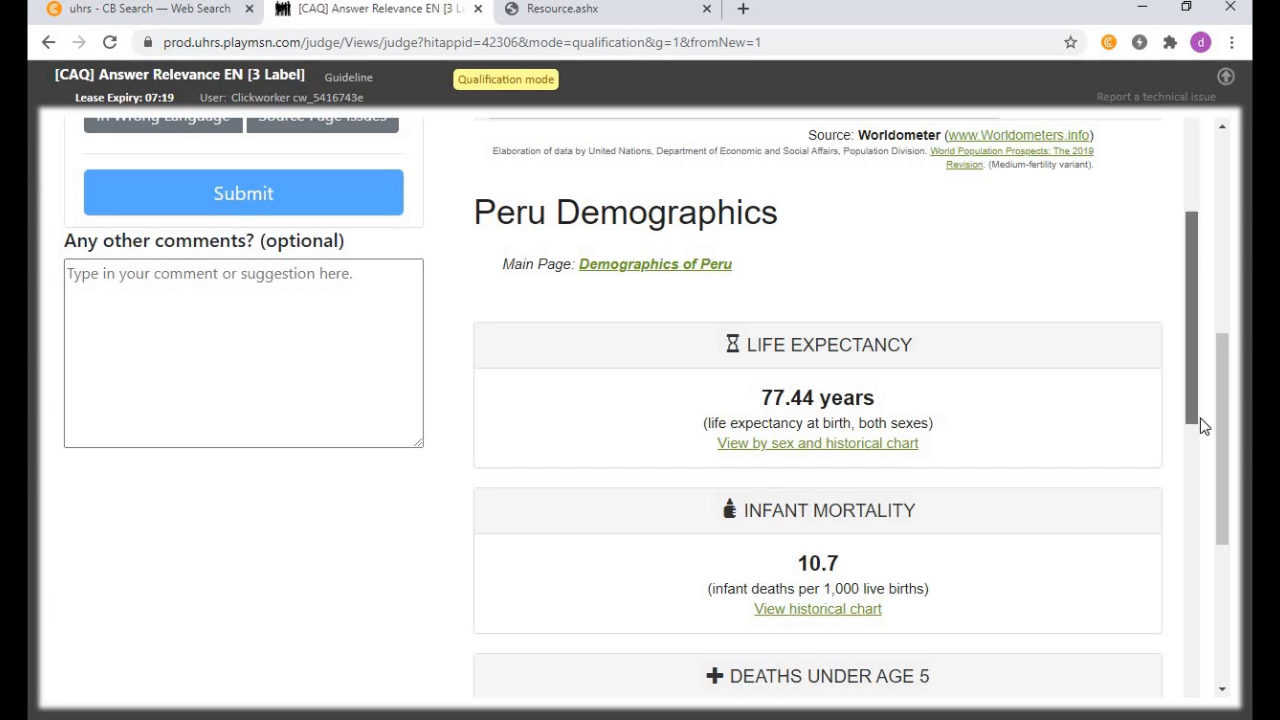 uhrs - CB Search — Web Search
[CAQ] Answer Relevance EN [3 L
Resource.ashx
prod.uhrs.playmsn.com/judge/Views/judge?hitappid=42306&mode=qualification&g=1&fromNew=1
d
[CAQ] Answer Relevance EN [3 Label]
Guideline
Qualification mode
Lease Expiry: 07:19
User: Clickworker cw_5416743e
Report a technical issue
In Wrong Language
Source Page Issues
Submit
Any other comments? (optional)
Type in your comment or suggestion here.
Source: Worldometer (www.Worldometers.info)
Elaboration of data by United Nations, Department of Economic and Social Affairs, Population Division. World Population Prospects: The 2019
Revision. (Medium-fertility variant).
Peru Demographics
Main Page: Demographics of Peru
LIFE EXPECTANCY
77.44 years
(life expectancy at birth, both sexes)
View by sex and historical chart
INFANT MORTALITY
10.7
(infant deaths per 1,000 live births)
View historical chart
DEATHS UNDER AGE 5